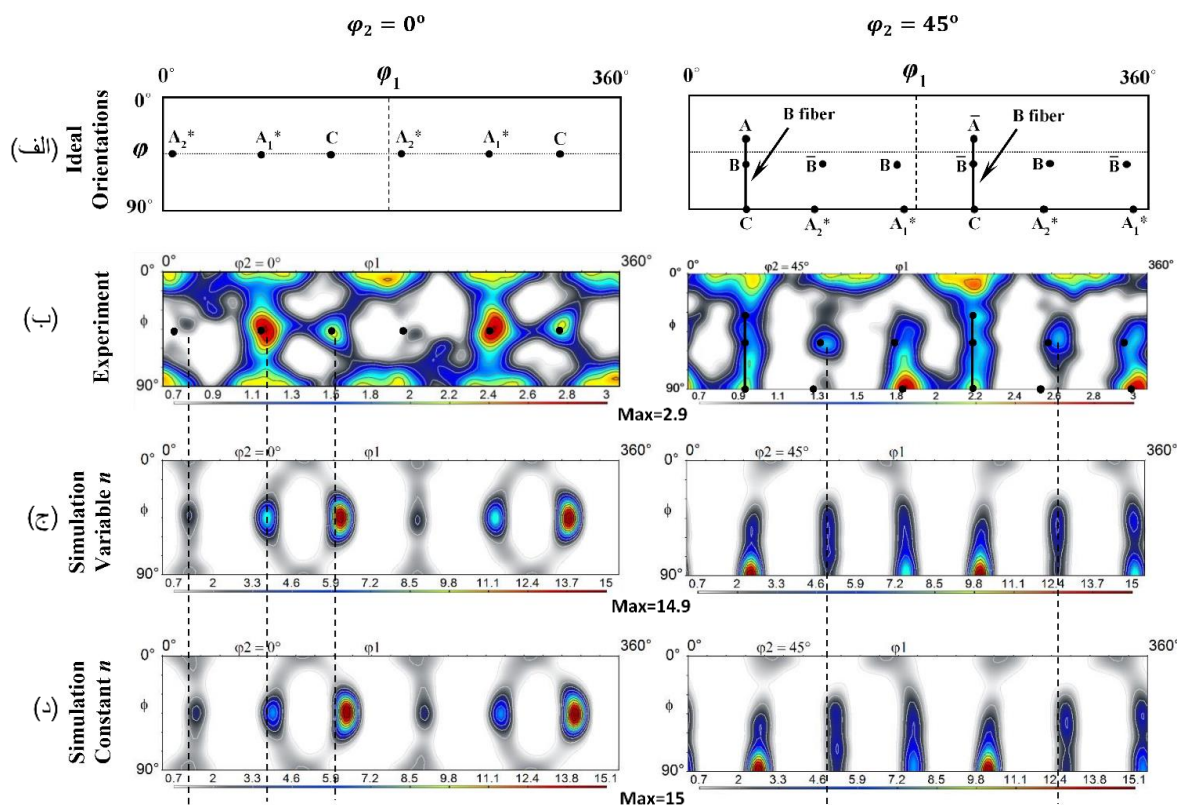 φ₂ = 0° φ₂ = 45°
0° φ₁ 360° 0° φ₁ 360°
(الف)
Ideal Orientations
0°
φ
90°
A₂* A₁* C A₂* A₁* C
A B fiber Ā B fiber
B B̄ B B̄ B B̄
C A₂* A₁* C A₂* A₁*
(ب)
Experiment
0° φ2 = 0° φ1 360° 0° φ2 = 45° φ1 360°
ϕ ϕ
90° 90°
0.7 0.9 1.1 1.3 1.6 1.8 2 2.2 2.4 2.6 2.8 3 0.7 0.9 1.1 1.3 1.5 1.8 2 2.2 2.4 2.6 2.8 3
Max=2.9
(ج)
Simulation
Variable n
0° φ2 = 0° φ1 360° 0° φ2 = 45° φ1 360°
ϕ ϕ
90° 90°
0.7 2 3.3 4.6 5.9 7.2 8.5 9.8 11.1 12.4 13.7 15 0.7 2 3.3 4.6 5.9 7.2 8.5 9.8 11.1 12.4 13.7 15
Max=14.9
(د)
Simulation
Constant n
0° φ2 = 0° φ1 360° 0° φ2 = 45° φ1 360°
ϕ ϕ
90° 90°
0.7 2 3.3 4.6 5.9 7.3 8.6 9.9 11.2 12.5 13.8 15.1 0.7 2 3.3 4.6 5.9 7.3 8.6 9.9 11.2 12.5 13.8 15.1
Max=15